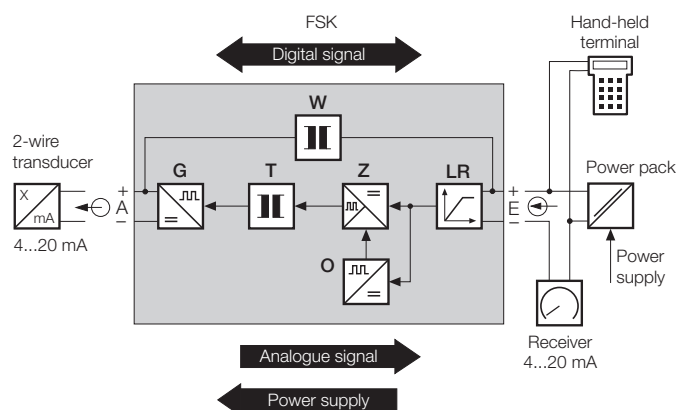 FSK
Digital signal
Hand-held
terminal
W
2-wire
transducer
G
T
Z
LR
Power pack
+
A
−
X
mA
+
E
−
4...20 mA
O
Power
supply
Receiver
4...20 mA
Analogue signal
Power supply